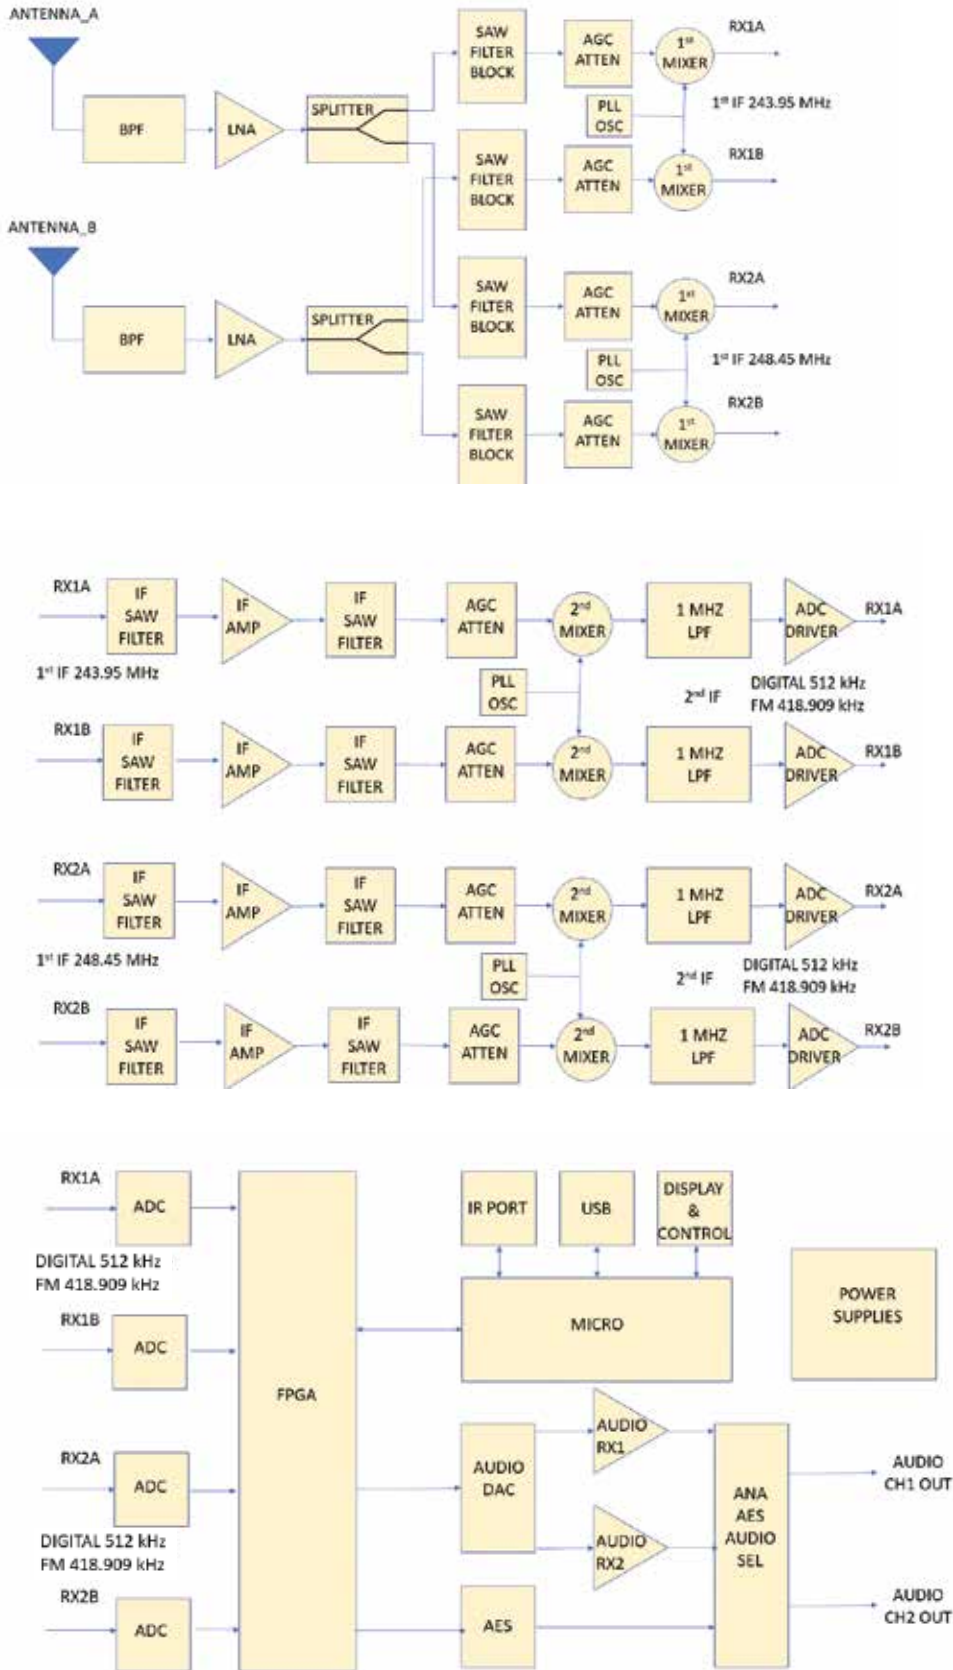 ANTENNA_A
BPF
LNA
SPLITTER
SAW
FILTER
BLOCK
AGC
ATTEN
1st
MIXER
RX1A
PLL
OSC
1st IF 243.95 MHz
SAW
FILTER
BLOCK
AGC
ATTEN
1st
MIXER
RX1B
ANTENNA_B
BPF
LNA
SPLITTER
SAW
FILTER
BLOCK
AGC
ATTEN
1st
MIXER
RX2A
PLL
OSC
1st IF 248.45 MHz
SAW
FILTER
BLOCK
AGC
ATTEN
1st
MIXER
RX2B
RX1A
IF
SAW
FILTER
IF
AMP
IF
SAW
FILTER
AGC
ATTEN
2nd
MIXER
1 MHZ
LPF
ADC
DRIVER
RX1A
1st IF 243.95 MHz
PLL
OSC
2nd IF
DIGITAL 512 kHz
FM 418.909 kHz
RX1B
IF
SAW
FILTER
IF
AMP
IF
SAW
FILTER
AGC
ATTEN
2nd
MIXER
1 MHZ
LPF
ADC
DRIVER
RX1B
RX2A
IF
SAW
FILTER
IF
AMP
IF
SAW
FILTER
AGC
ATTEN
2nd
MIXER
1 MHZ
LPF
ADC
DRIVER
RX2A
1st IF 248.45 MHz
PLL
OSC
2nd IF
DIGITAL 512 kHz
FM 418.909 kHz
RX2B
IF
SAW
FILTER
IF
AMP
IF
SAW
FILTER
AGC
ATTEN
2nd
MIXER
1 MHZ
LPF
ADC
DRIVER
RX2B
RX1A
ADC
DIGITAL 512 kHz
FM 418.909 kHz
RX1B
ADC
RX2A
ADC
DIGITAL 512 kHz
FM 418.909 kHz
RX2B
ADC
FPGA
IR PORT
USB
DISPLAY
&
CONTROL
MICRO
POWER
SUPPLIES
AUDIO
DAC
AUDIO
RX1
AUDIO
RX2
AES
ANA
AES
AUDIO
SEL
AUDIO
CH1 OUT
AUDIO
CH2 OUT